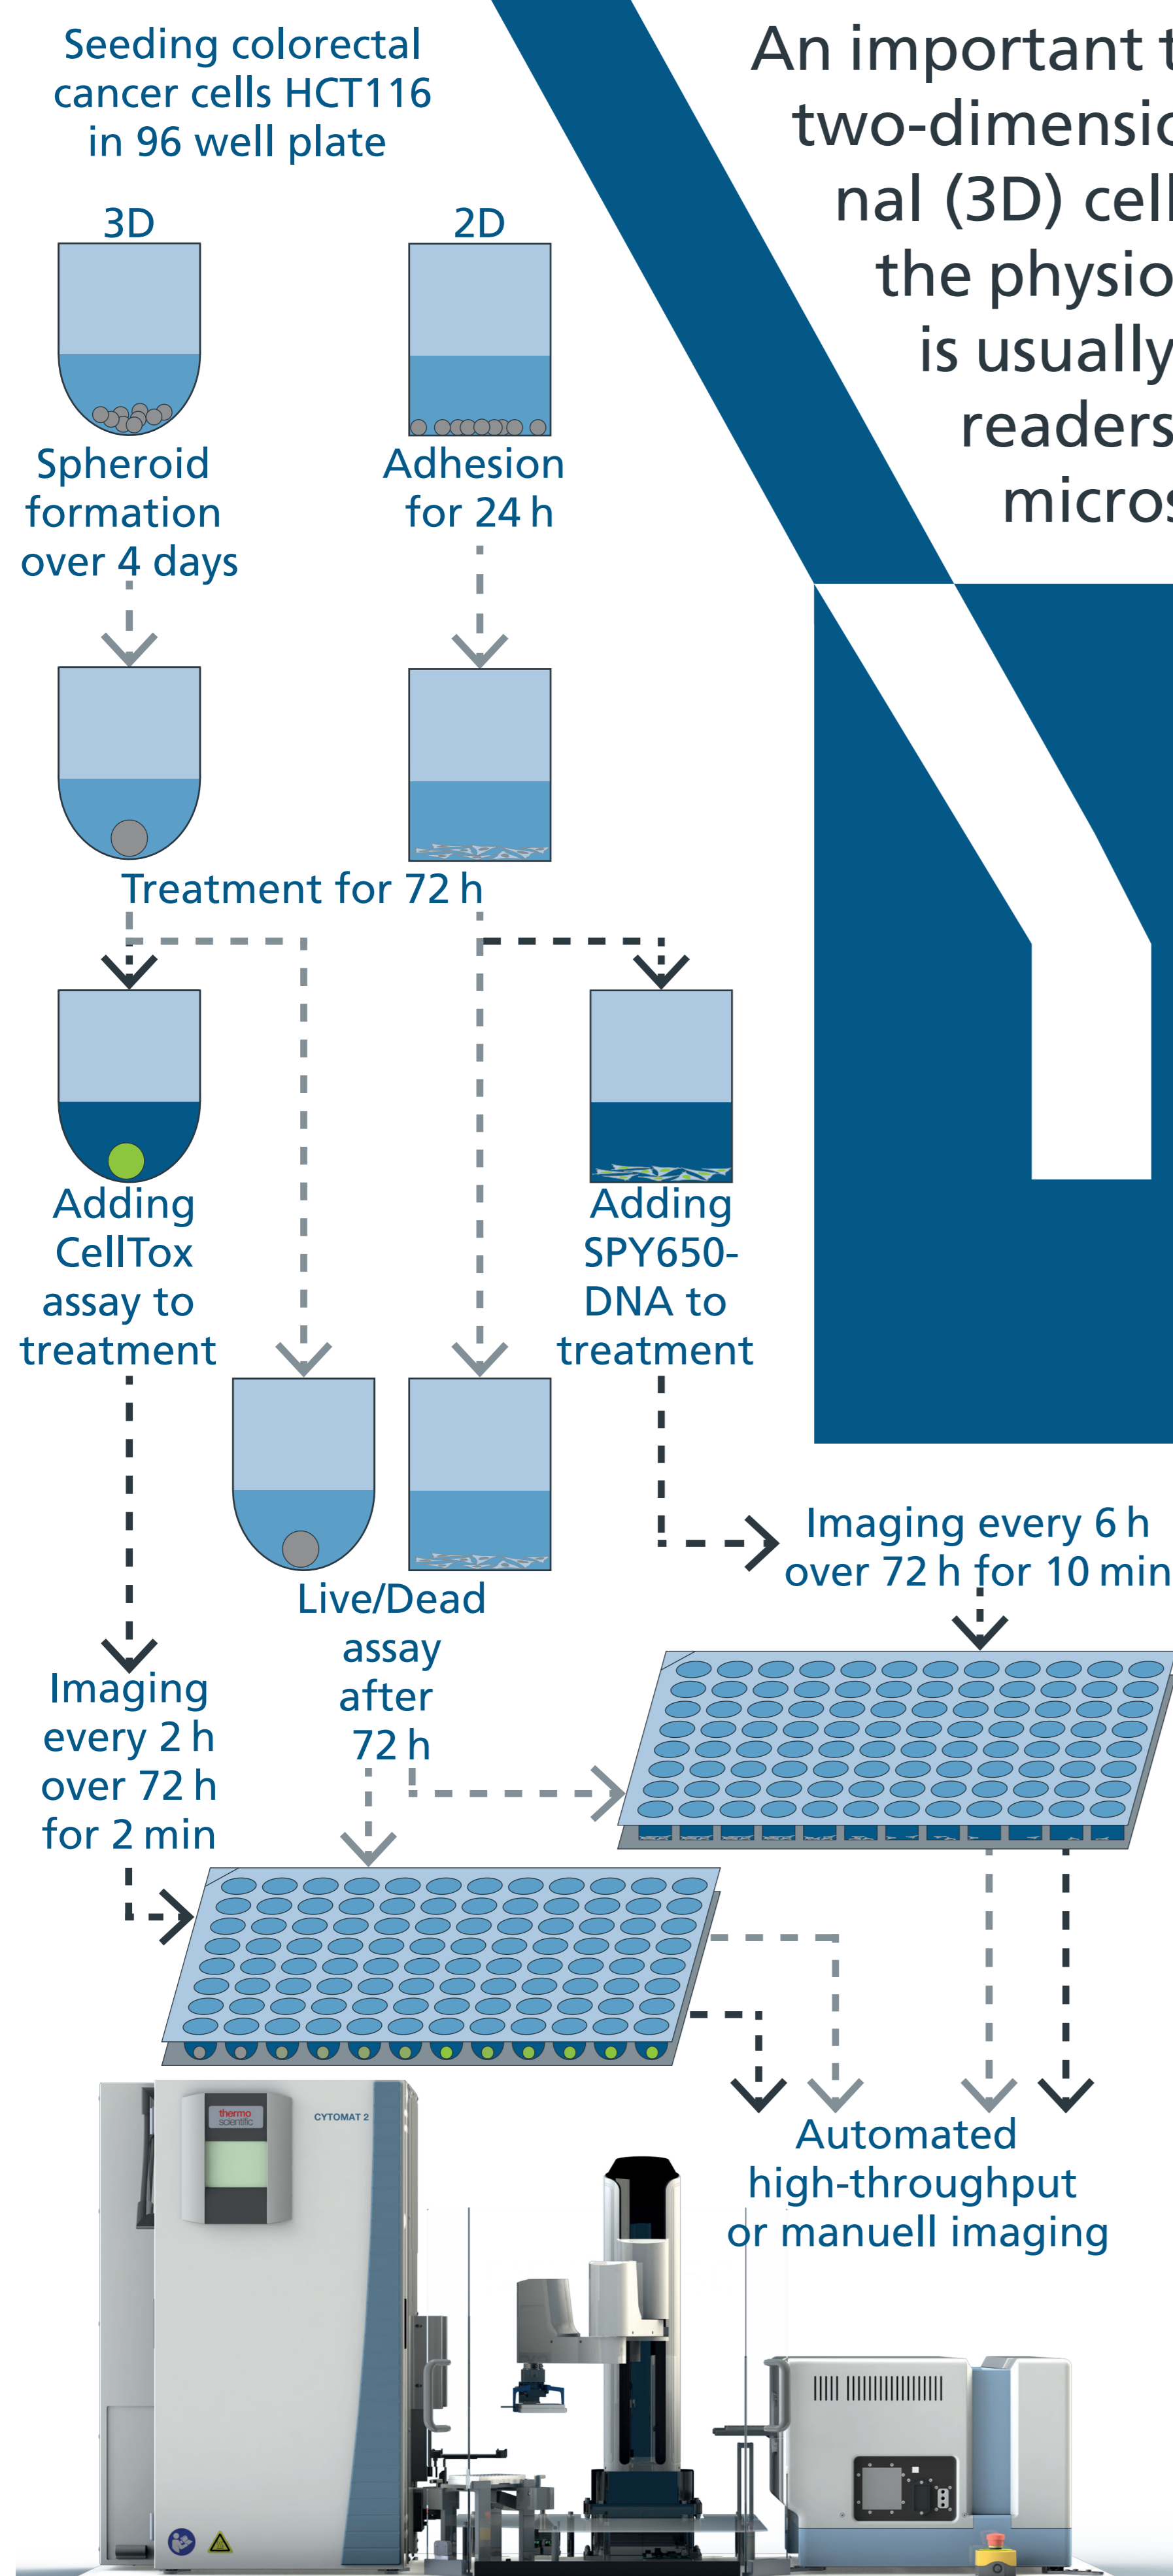 Seeding colorectal
cancer cells HCT116
in 96 well plate
An important
two-dimensio
nal (3D) cell
the physio
is usually
readers
micros
3D
2D
Spheroid
formation
over 4 days
Adhesion
for 24 h
Treatment for 72 h
Adding
CellTox
assay to
treatment
Adding
SPY650-
DNA to
treatment
Imaging every 6 h
over 72 h for 10 min
Live/Dead
assay
after
72 h
Imaging
every 2 h
over 72 h
for 2 min
Automated
high-throughput
or manuell imaging
thermo
scientific
CYTOMAT 2